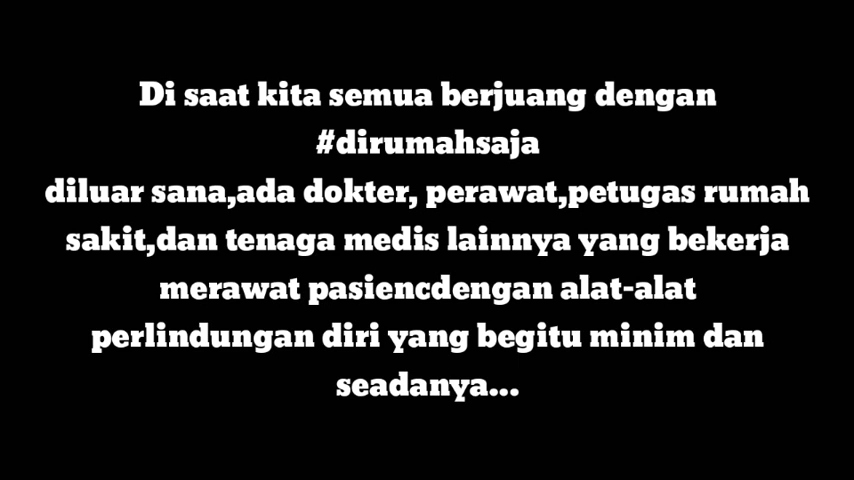 Di saat kita semua berjuang dengan
#dirumahsaja
diluar sana,ada dokter, perawat,petugas rumah
sakit,dan tenaga medis lainnya yang bekerja
merawat pasiencdengan alat-alat
perlindungan diri yang begitu minim dan
seadanya...